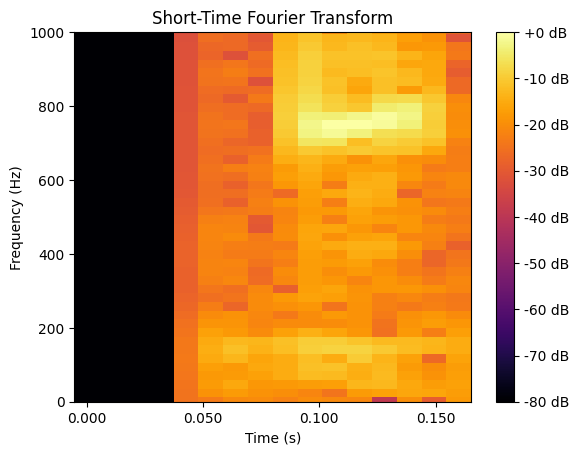 Short-Time Fourier Transform
Frequency (Hz)
1000
800
600
400
200
0
0.000
0.050
0.100
0.150
Time (s)
+0 dB
-10 dB
-20 dB
-30 dB
-40 dB
-50 dB
-60 dB
-70 dB
-80 dB